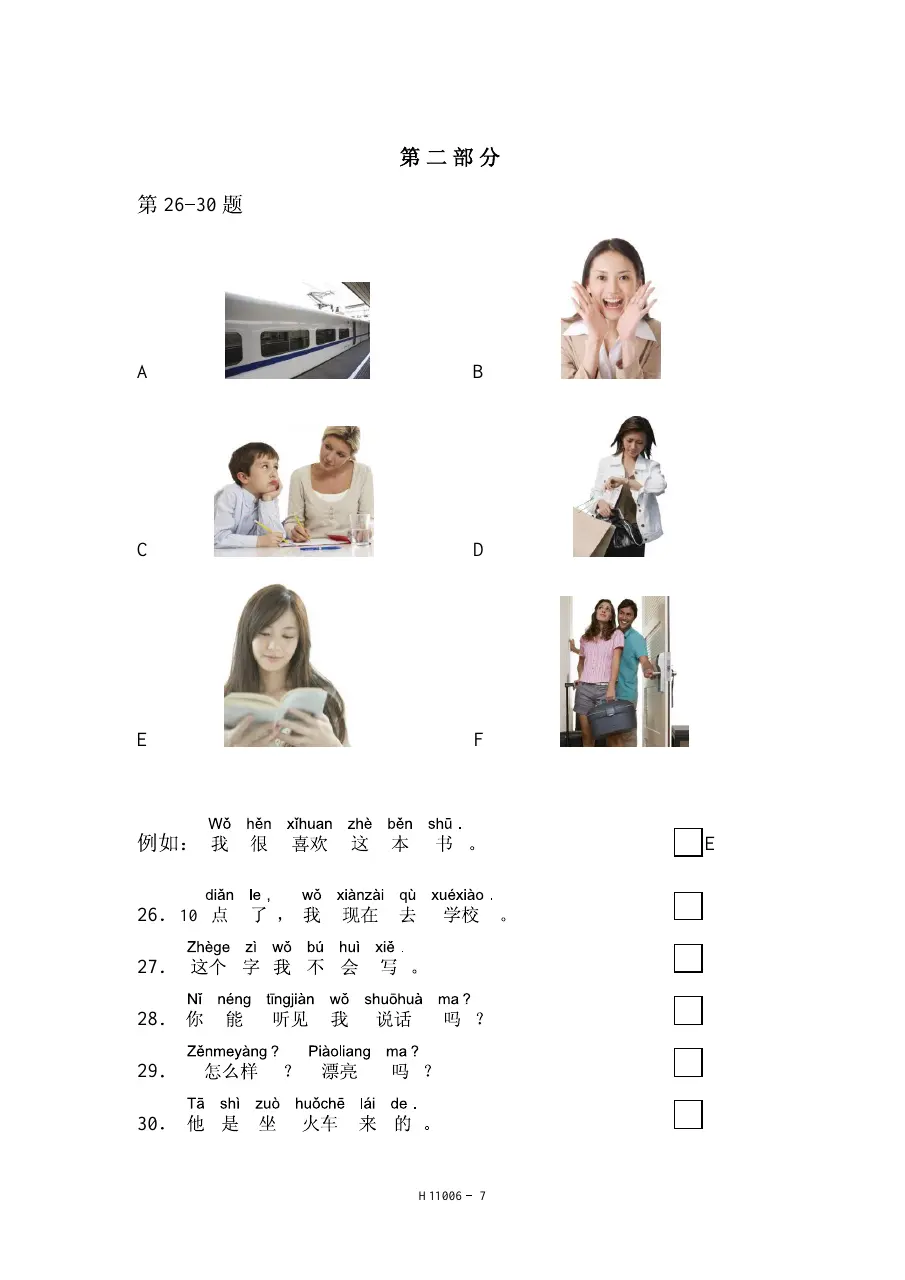 第二部分
第 26-30 题
A
B
C
D
E
F
Wǒ hěn xǐhuan zhè běn shū .
例如: 我 很 喜欢 这 本 书 。
E
diǎn le , wǒ xiànzài qù xuéxiào .
26. 10 点 了 , 我 现在 去 学校 。
Zhège zì wǒ bú huì xiě .
27. 这个 字 我 不 会 写 。
Nǐ néng tīngjiàn wǒ shuōhuà ma ?
28. 你 能 听见 我 说话 吗 ?
Zěnmeyàng ? Piàoliang ma ?
29. 怎么样 ? 漂亮 吗 ?
Tā shì zuò huǒchē lái de .
30. 他 是 坐 火车 来 的 。
H11006 - 7